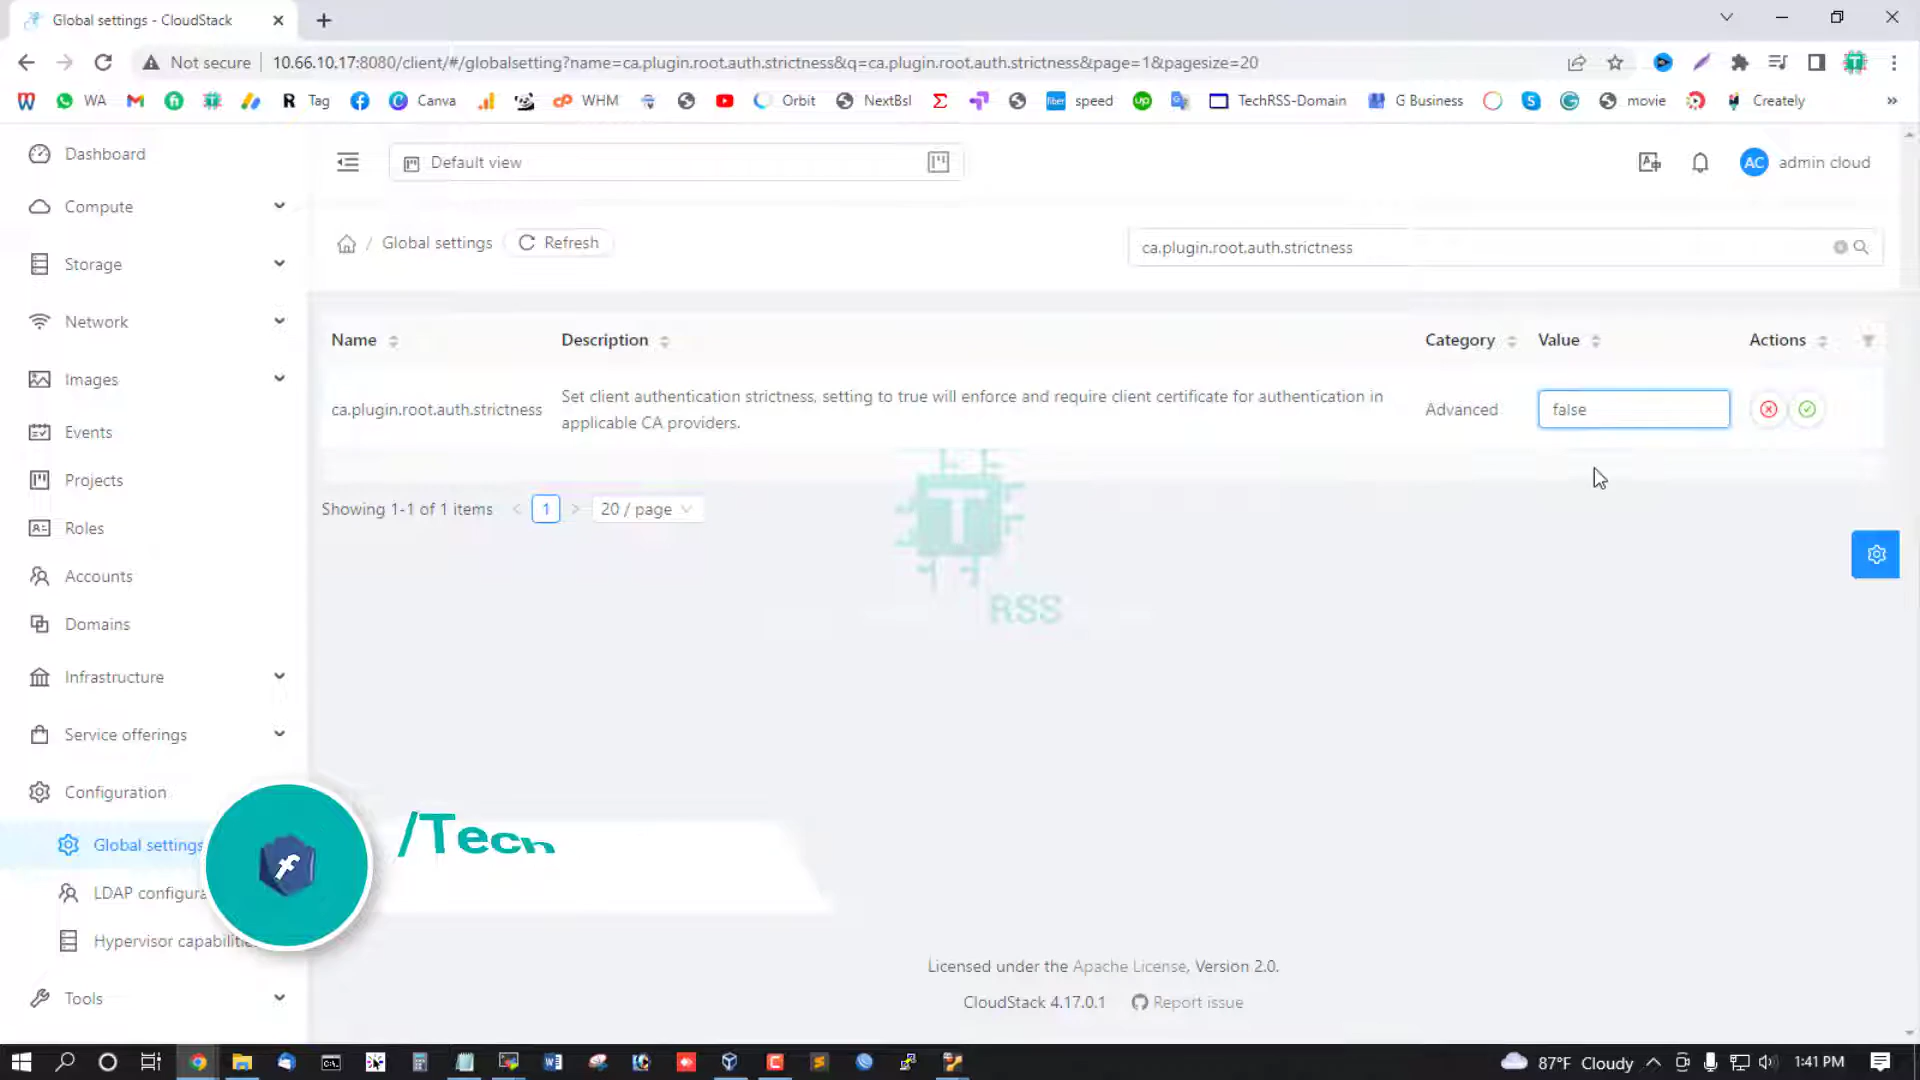 Global settings - CloudStack
Not secure
10.66.10.17:8080/client/#/globalsetting?name=ca.plugin.root.auth.strictness&q=ca.plugin.root.auth.strictness&page=1&pagesize=20
WA
Tag
Canva
WHM
Orbit
NextBsl
speed
TechRSS-Domain
G Business
movie
Creately
»
Dashboard
Default view
AC
admin cloud
Compute
Storage
Network
Images
Events
Projects
Roles
Accounts
Domains
Infrastructure
Service offerings
Configuration
Global settings
LDAP configura
Hypervisor capabilitie
Tools
/ Global settings
Refresh
ca.plugin.root.auth.strictness
Name
Description
Category
Value
Actions
ca.plugin.root.auth.strictness
Set client authentication strictness, setting to true will enforce and require client certificate for authentication in
applicable CA providers.
Advanced
false
Showing 1-1 of 1 items
< 1 >
20 / page
T
RSS
/Tech
Licensed under the Apache License, Version 2.0.
CloudStack 4.17.0.1
Report issue
87°F Cloudy
1:41 PM